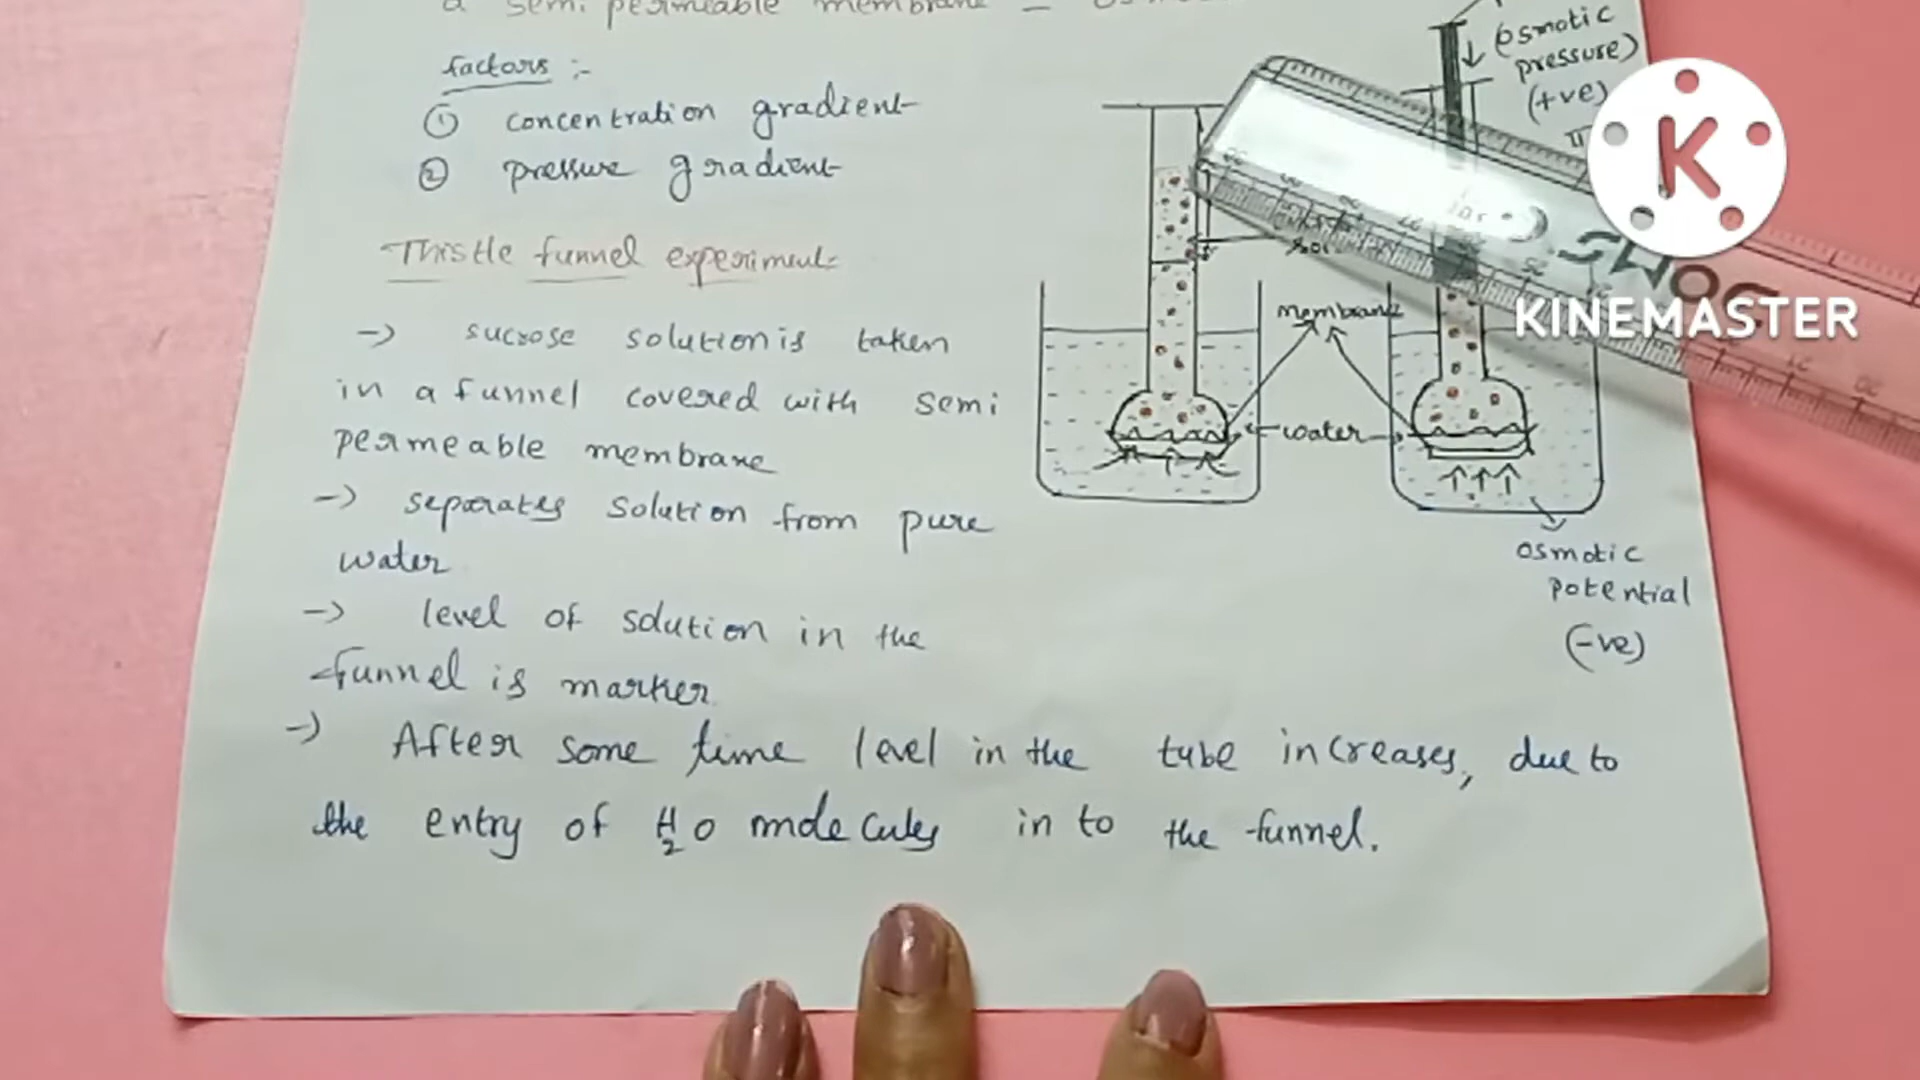 a semi permeable membrane -
factors :-
① concentration gradient
② pressure gradient
Thistle funnel experiment
-> sucrose solution is taken
in a funnel covered with semi
permeable membrane
-> separates solution from pure
water
-> level of solution in the
funnel is marker
-> After some time level in the tube increases, due to
the entry of H2O molecules in to the funnel.
osmotic
pressure)
(+ve)
membrane
water
osmotic
potential
(-ve)
K
KINEMASTER